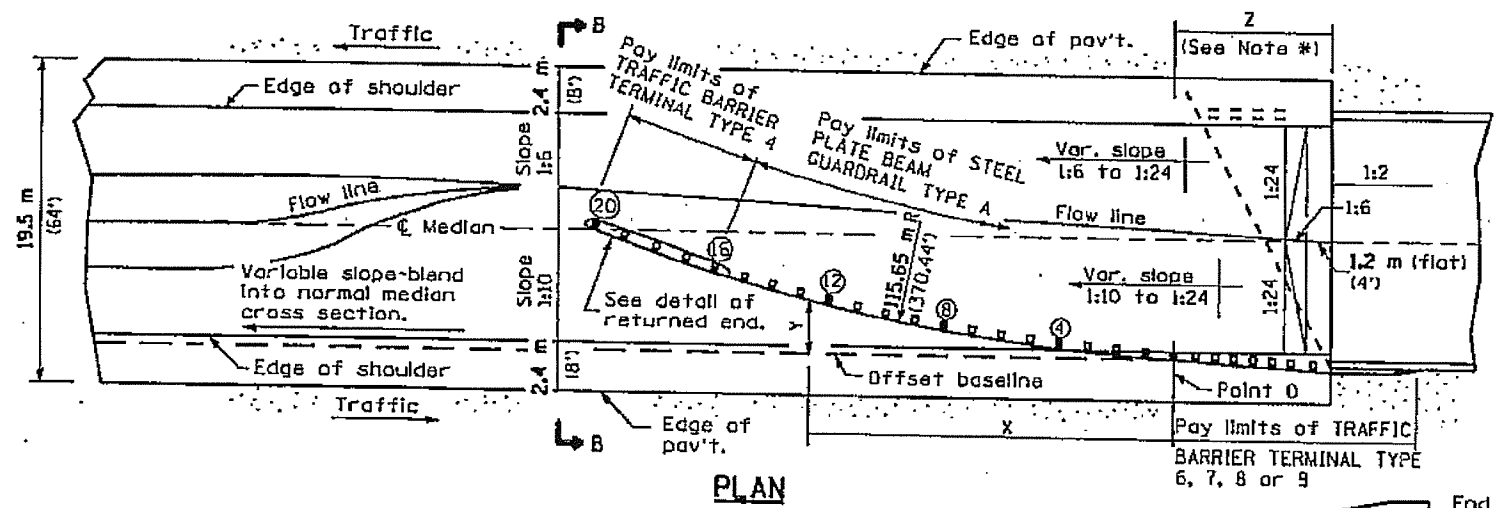 Traffic
B
Z
(See Note *)
Edge of pav't.
Pay limits of
TRAFFIC BARRIER
TERMINAL TYPE 4
2.4 m
(8')
Edge of shoulder
Pay limits of STEEL
PLATE BEAM
GUARDRAIL TYPE A
Slope
1:6
Var. slope
1:6 to 1:24
1:24
1:2
1:6
19.5 m
(64')
Flow line
Flow line
20
℄ Median
16
115.65 m R
(370.44')
1.2 m (flat)
(4')
Variable slope-blend
into normal median
cross section.
Slope
1:10
See detail of
returned end.
12
Y
8
4
Var. slope
1:10 to 1:24
1:24
Edge of shoulder
2.4 m
(8')
Offset baseline
Point 0
Traffic
Edge of
pav't.
B
X
Pay limits of TRAFFIC
BARRIER TERMINAL TYPE
6, 7, 8 or 9
PLAN
End